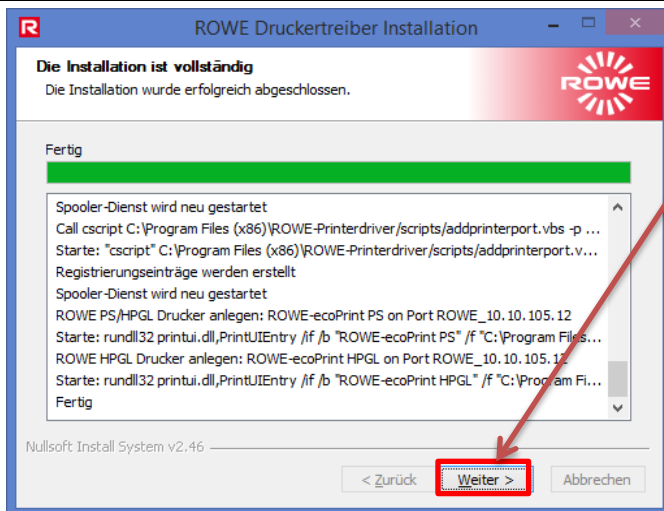 ROWE Druckertreiber Installation
Die Installation ist vollständig
Die Installation wurde erfolgreich abgeschlossen.
ROWE
Fertig
Spooler-Dienst wird neu gestartet
Call cscript C:\Program Files (x86)\ROWE-Printerdriver/scripts/addprinterport.vbs -p ...
Starte: "cscript" C:\Program Files (x86)\ROWE-Printerdriver/scripts/addprinterport.v...
Registrierungseinträge werden erstellt
Spooler-Dienst wird neu gestartet
ROWE PS/HPGL Drucker anlegen: ROWE-ecoPrint PS on Port ROWE_10.10.105.12
Starte: rundll32 printui.dll,PrintUIEntry /if /b "ROWE-ecoPrint PS" /f "C:\Program Files...
ROWE HPGL Drucker anlegen: ROWE-ecoPrint HPGL on Port ROWE_10.10.105.12
Starte: rundll32 printui.dll,PrintUIEntry /if /b "ROWE-ecoPrint HPGL" /f "C:\Program Fi...
Fertig
Nullsoft Install System v2.46
< Zurück Weiter > Abbrechen